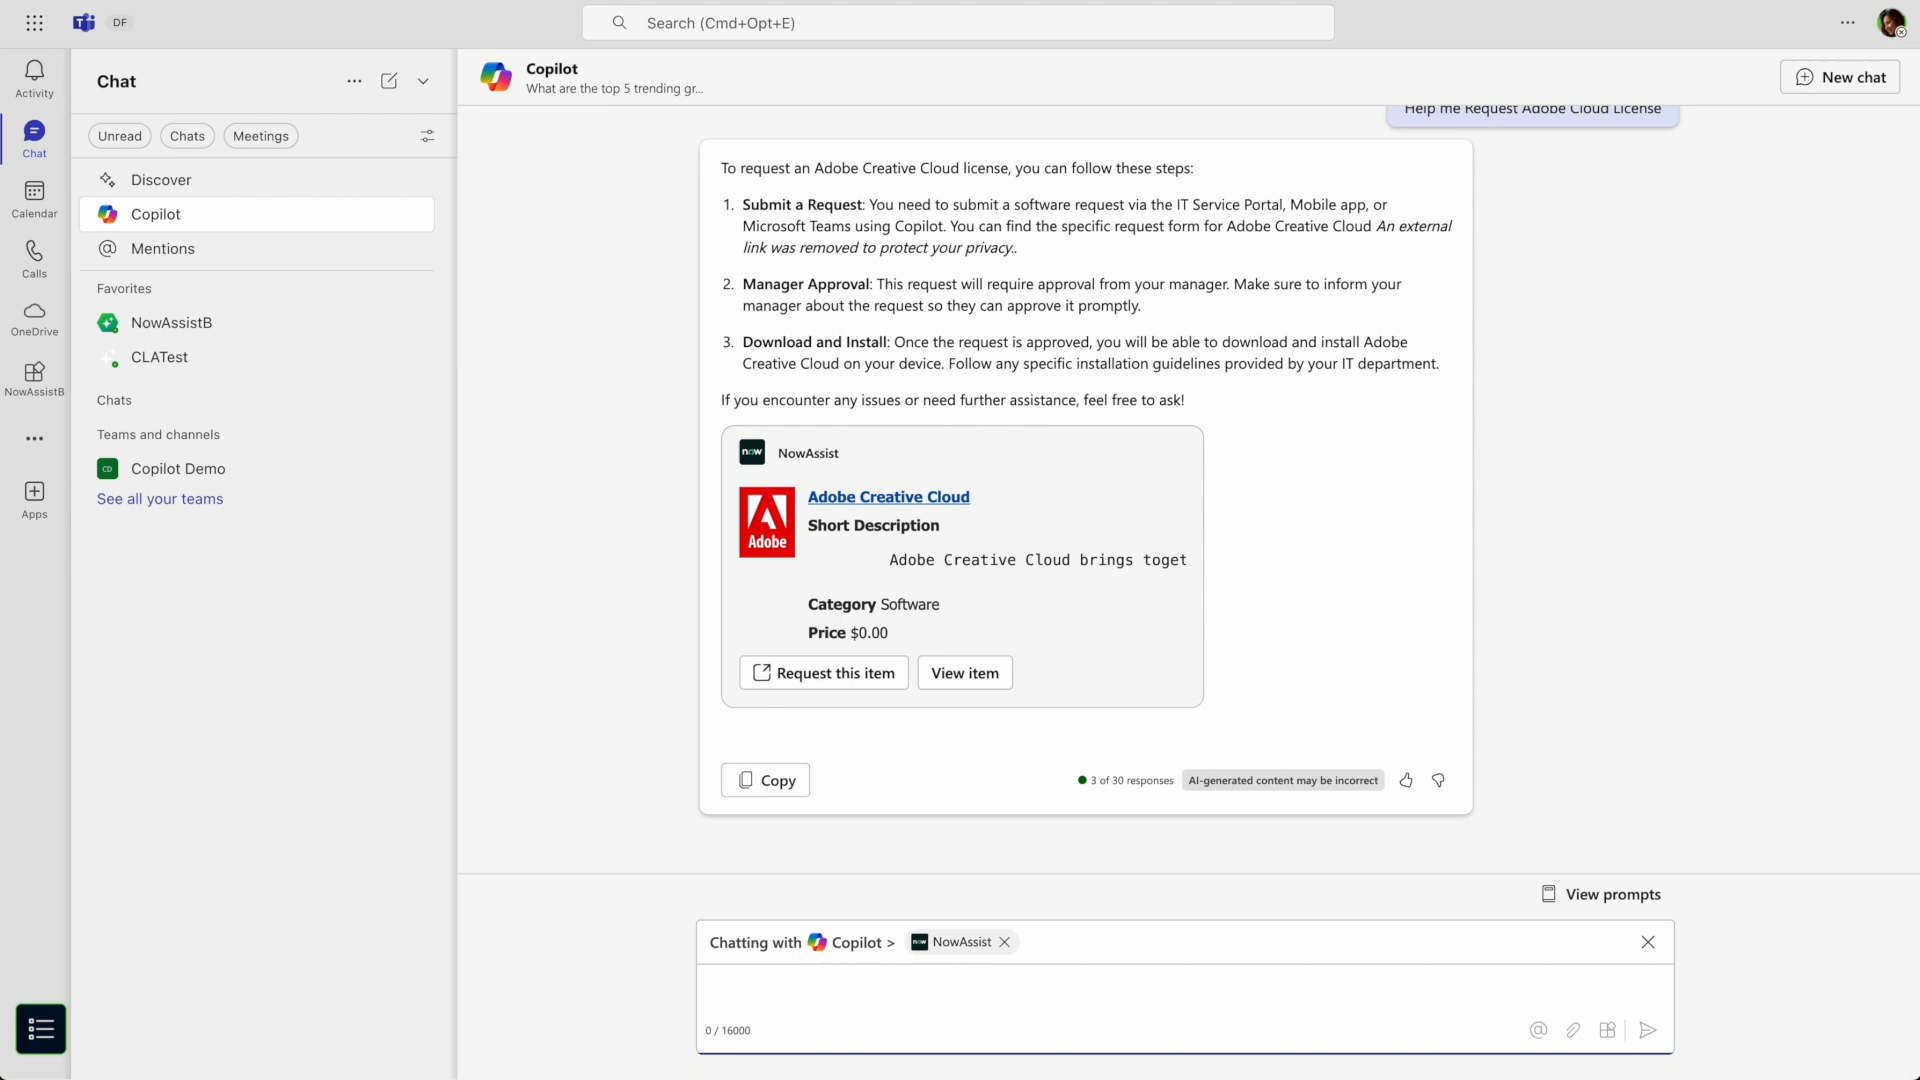 DF
Search (Cmd+Opt+E)
Activity
Chat
Calendar
Calls
OneDrive
NowAssistB
Apps
Chat
Unread
Chats
Meetings
Discover
Copilot
Mentions
Favorites
NowAssistB
CLATest
Chats
Teams and channels
CD
Copilot Demo
See all your teams
Copilot
What are the top 5 trending gr...
New chat
Help me Request Adobe Cloud License
To request an Adobe Creative Cloud license, you can follow these steps:
1. Submit a Request: You need to submit a software request via the IT Service Portal, Mobile app, or
Microsoft Teams using Copilot. You can find the specific request form for Adobe Creative Cloud An external
link was removed to protect your privacy..
2. Manager Approval: This request will require approval from your manager. Make sure to inform your
manager about the request so they can approve it promptly.
3. Download and Install: Once the request is approved, you will be able to download and install Adobe
Creative Cloud on your device. Follow any specific installation guidelines provided by your IT department.
If you encounter any issues or need further assistance, feel free to ask!
now
NowAssist
Adobe
Adobe Creative Cloud
Short Description
Adobe Creative Cloud brings toget
Category Software
Price $0.00
Request this item
View item
Copy
3 of 30 responses
AI-generated content may be incorrect
View prompts
Chatting with Copilot >
now
NowAssist
0 / 16000